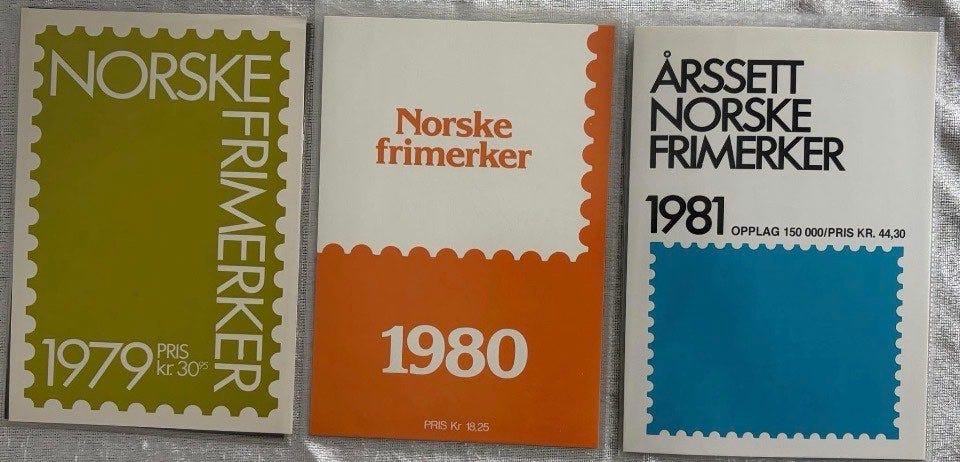 NORSKE
FRIMERKER
1979
PRIS
kr. 30⁹⁵
Norske
frimerker
1980
PRIS Kr 18,25
ÅRSSETT
NORSKE
FRIMERKER
1981 OPPLAG 150 000/PRIS KR. 44,30